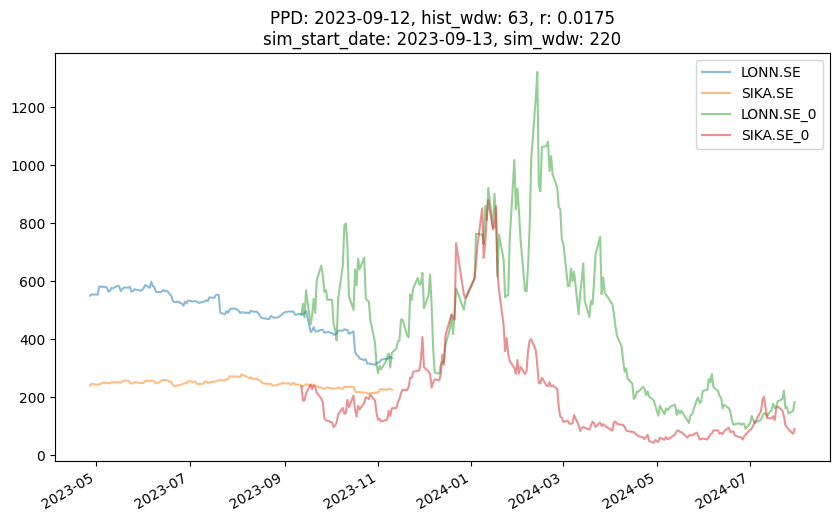 PPD: 2023-09-12, hist_wdw: 63, r: 0.0175
sim_start_date: 2023-09-13, sim_wdw: 220
LONN.SE
SIKA.SE
LONN.SE_0
SIKA.SE_0
1200
1000
800
600
400
200
0
2023-05
2023-07
2023-09
2023-11
2024-01
2024-03
2024-05
2024-07